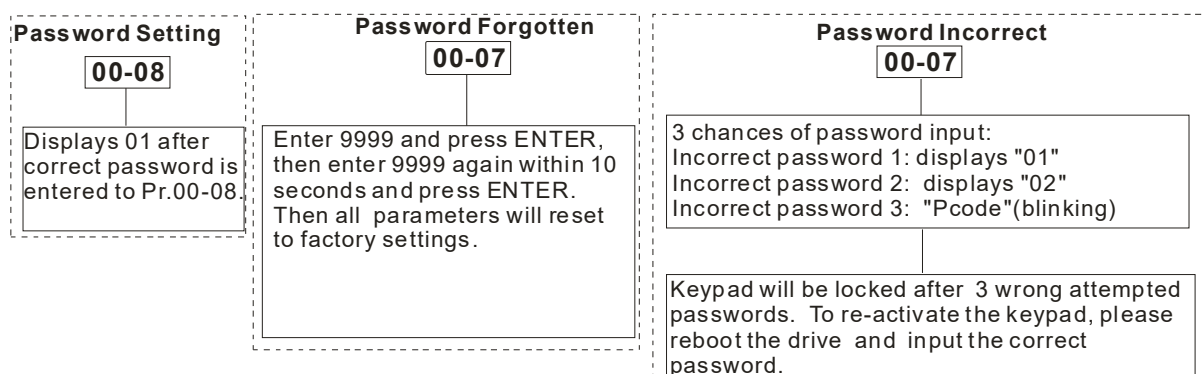 Password Setting
00-08
Displays 01 after
correct password is
entered to Pr.00-08.
Password Forgotten
00-07
Enter 9999 and press ENTER,
then enter 9999 again within 10
seconds and press ENTER.
Then all parameters will reset
to factory settings.
Password Incorrect
00-07
3 chances of password input:
Incorrect password 1: displays "01"
Incorrect password 2: displays "02"
Incorrect password 3: "Pcode"(blinking)
Keypad will be locked after 3 wrong attempted
passwords. To re-activate the keypad, please
reboot the drive and input the correct
password.